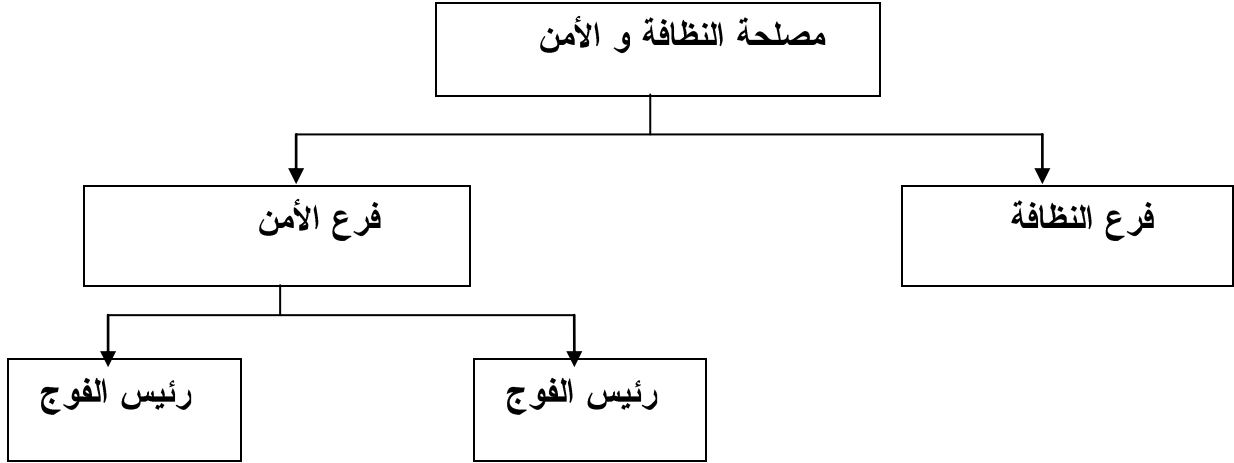 مصلحة النظافة و الأمن
فرع النظافة
فرع الأمن
رئيس الفوج
رئيس الفوج